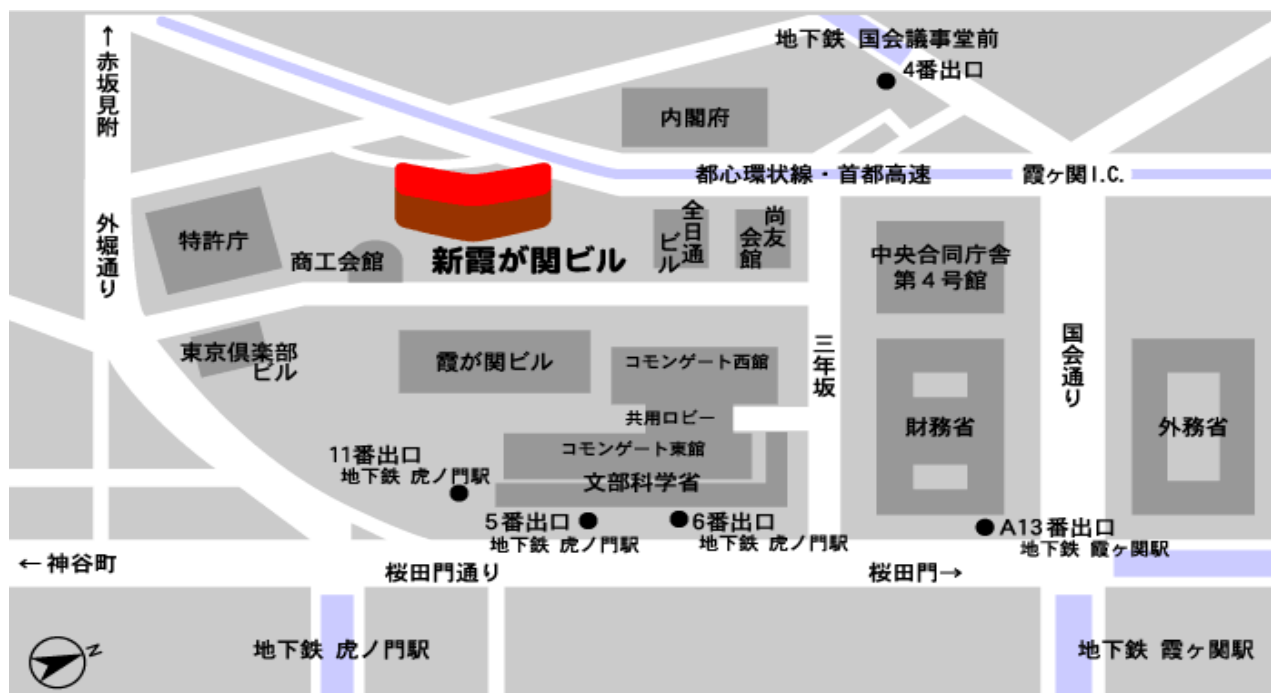 地下鉄 国会議事堂前
4番出口
↑赤坂見附
内閣府
都心環状線・首都高速
霞ヶ関I.C.
外堀通り
特許庁
商工会館
新霞が関ビル
全日通
ビル
尚友
会館
中央合同庁舎
第4号館
東京倶楽部
ビル
霞が関ビル
コモンゲート西館
三年坂
国会通り
共用ロビー
財務省
外務省
コモンゲート東館
文部科学省
11番出口
地下鉄 虎ノ門駅
5番出口
地下鉄 虎ノ門駅
6番出口
地下鉄 虎ノ門駅
A13番出口
地下鉄 霞ヶ関駅
←神谷町
桜田門通り
桜田門→
地下鉄 虎ノ門駅
地下鉄 霞ヶ関駅
N